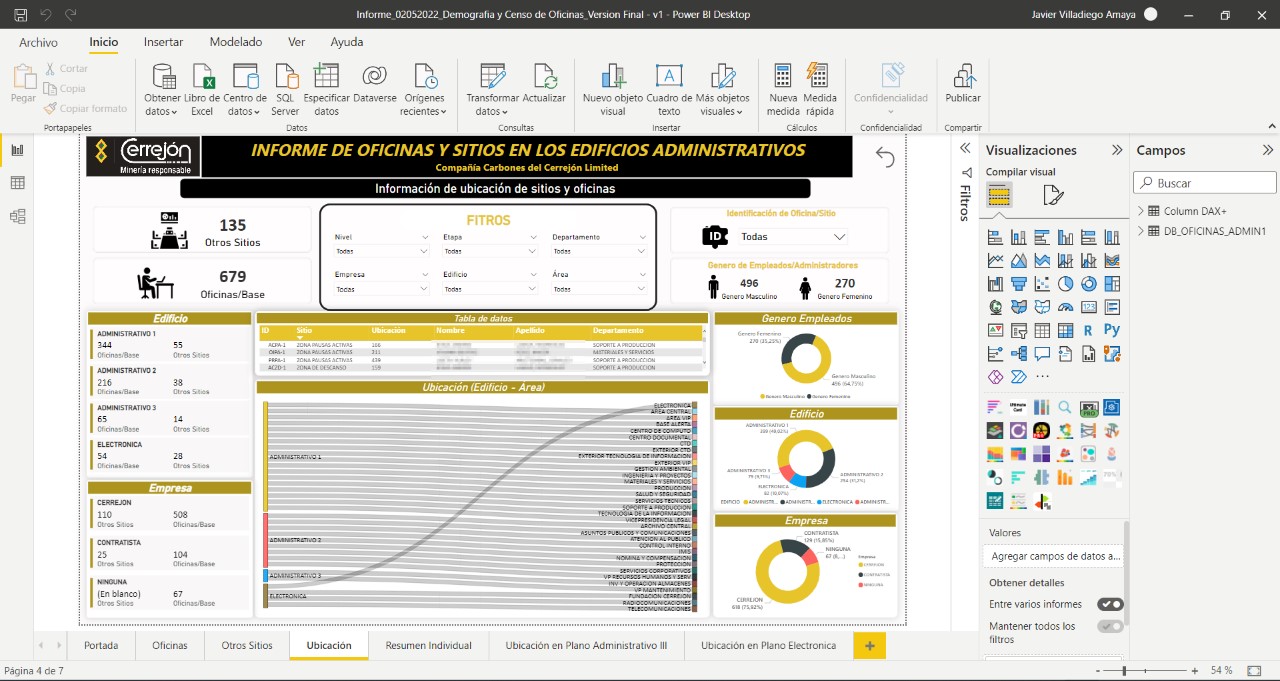 Informe_02052022_Demografia y Censo de Oficinas_Version Final - v1 - Power BI Desktop
Javier Villadiego Amaya
Archivo Inicio Insertar Modelado Ver Ayuda
Pegar
Cortar
Copia
Copiar formato
Obtener datos
Libro de Excel
Centro de datos
SQL Server
Especificar datos
Dataverse
Orígenes recientes
Transformar datos
Actualizar
Nuevo objeto visual
Cuadro de texto
Más objetos visuales
Nueva medida
Medida rápida
Confidencialidad
Publicar
Portapapeles Datos Consultas Insertar Cálculos Confidencialidad Compartir
Cerrejón
Minería responsable
INFORME DE OFICINAS Y SITIOS EN LOS EDIFICIOS ADMINISTRATIVOS
Compañía Carbones del Cerrejón Limited
Información de ubicación de sitios y oficinas
135
Otros Sitios
679
Oficinas/Base
FITROS
Nivel Etapa Departamento
Todas Todas Todas
Empresa Edificio Área
Todas Todas Todas
Identificación de Oficina/Sitio
ID Todas
Genero de Empleados/Administradores
496
Genero Masculino
270
Genero Femenino
Edificio
ADMINISTRATIVO 1
344 55
Oficinas/Base Otros Sitios
ADMINISTRATIVO 2
216 38
Oficinas/Base Otros Sitios
ADMINISTRATIVO 3
65 14
Oficinas/Base Otros Sitios
ELECTRONICA
54 28
Oficinas/Base Otros Sitios
Empresa
CERREJON
110 508
Otros Sitios Oficinas/Base
CONTRATISTA
25 104
Otros Sitios Oficinas/Base
NINGUNA
(En blanco) 67
Otros Sitios Oficinas/Base
Tabla de datos
ID Sitio Ubicación Nombre Apellido Departamento
ACPA-1 ZONA PAUSAS ACTIVAS 186 SOPORTE A PRODUCCION
OIPA-1 ZONA PAUSAS ACTIVAS 311 MATERIALES Y SERVICIOS
PRPA-1 ZONA PAUSAS ACTIVAS 439 SOPORTE A PRODUCCION
ACZD-1 ZONA DE DESCANSO 159 SOPORTE A PRODUCCION
Ubicación (Edificio - Área)
ADMINISTRATIVO 1
ADMINISTRATIVO 2
ADMINISTRATIVO 3
ELECTRONICA
ELECTRONICA
AREA CENTRAL
AREA VIP
BASE ALERTA
CENTRO DE COMPUTO
CENTRO DOCUMENTAL
CTD
EXTERIOR CTD
EXTERIOR TECNOLOGIA DE INFORMACION
EXTERIOR VIP
GESTION AMBIENTAL
INGENIERIA Y PROYECTOS
MATERIALES Y SERVICIOS
PRODUCCION
SALUD Y SEGURIDAD
SERVICIOS TECNICOS
SOPORTE A PRODUCCION
TECNOLOGIA DE LA INFORMACION
VICEPRESIDENCIA LEGAL
ARCHIVO CENTRAL
ASUNTOS PUBLICOS Y COMUNICACIONES
ATENCION AL PUBLICO
CONTROL INTERNO
IMIS
NOMINA Y COMPENSACION
PROTECCION
SERVICIOS CORPORATIVOS
VP RECURSOS HUMANOS Y SERV
INV Y OPERACION ALMACENES
VP MANTENIMIENTO
FUNDACION CERREJON
RADIOCOMUNICACIONES
TELECOMUNICACIONES
Genero Empleados
Genero Femenino
270 (35,25%)
Genero Masculino
496 (64,75%)
Genero Masculino Genero Femenino
Edificio
ADMINISTRATIVO 1
ADMINISTRATIVO 3
79 (9,71%)
ELECTRONICA
82 (10,07%)
ADMINISTRATIVO 2
254 (31,2%)
EDIFICIO ADMINISTR... ADMINISTR... ELECTRONICA ADMINISTR...
Empresa
CONTRATISTA
129 (15,85%)
NINGUNA
67 (8,...)
CERREJON
618 (75,92%)
Empresa
CERREJON
CONTRATISTA
NINGUNA
Filtros
Visualizaciones
Compilar visual
R Py
Valores
Agregar campos de datos a...
Obtener detalles
Entre varios informes
Mantener todos los filtros
Campos
Buscar
Column DAX+
DB_OFICINAS_ADMIN1
Portada Oficinas Otros Sitios Ubicación Resumen Individual Ubicación en Plano Administrativo III Ubicación en Plano Electronica +
Página 4 de 7
- + 54 %